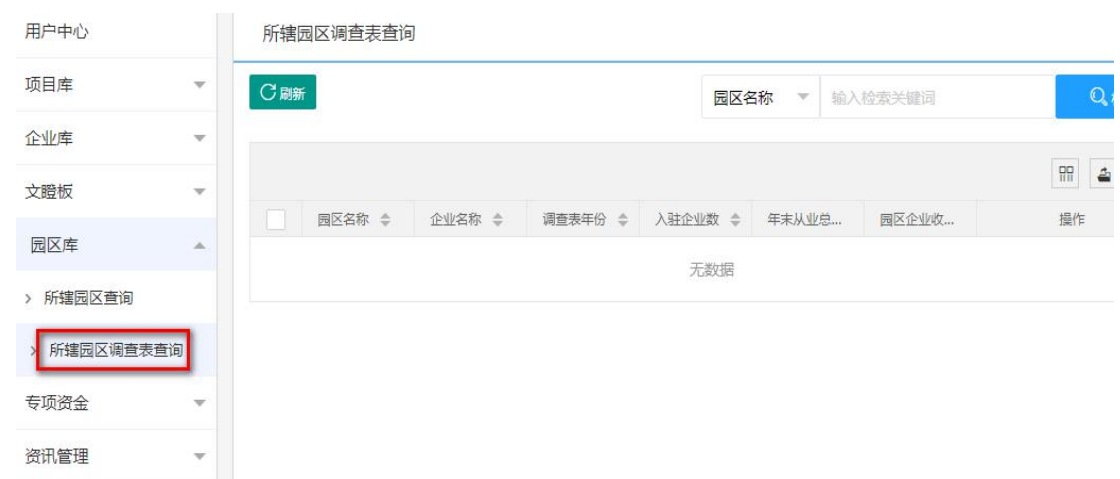 用户中心
项目库
企业库
文瞪板
园区库
所辖园区查询
所辖园区调查表查询
专项资金
资讯管理
所辖园区调查表查询
刷新
园区名称 输入检索关键词
园区名称 企业名称 调查表年份 入驻企业数 年末从业总... 园区企业收... 操作
无数据